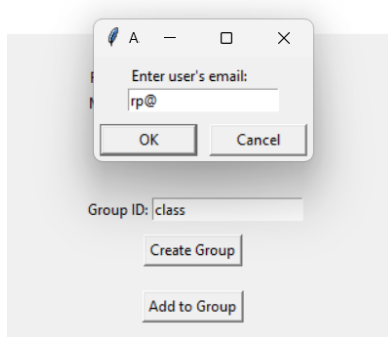 A
Enter user's email:
rp@
OK Cancel
Group ID: class
Create Group
Add to Group